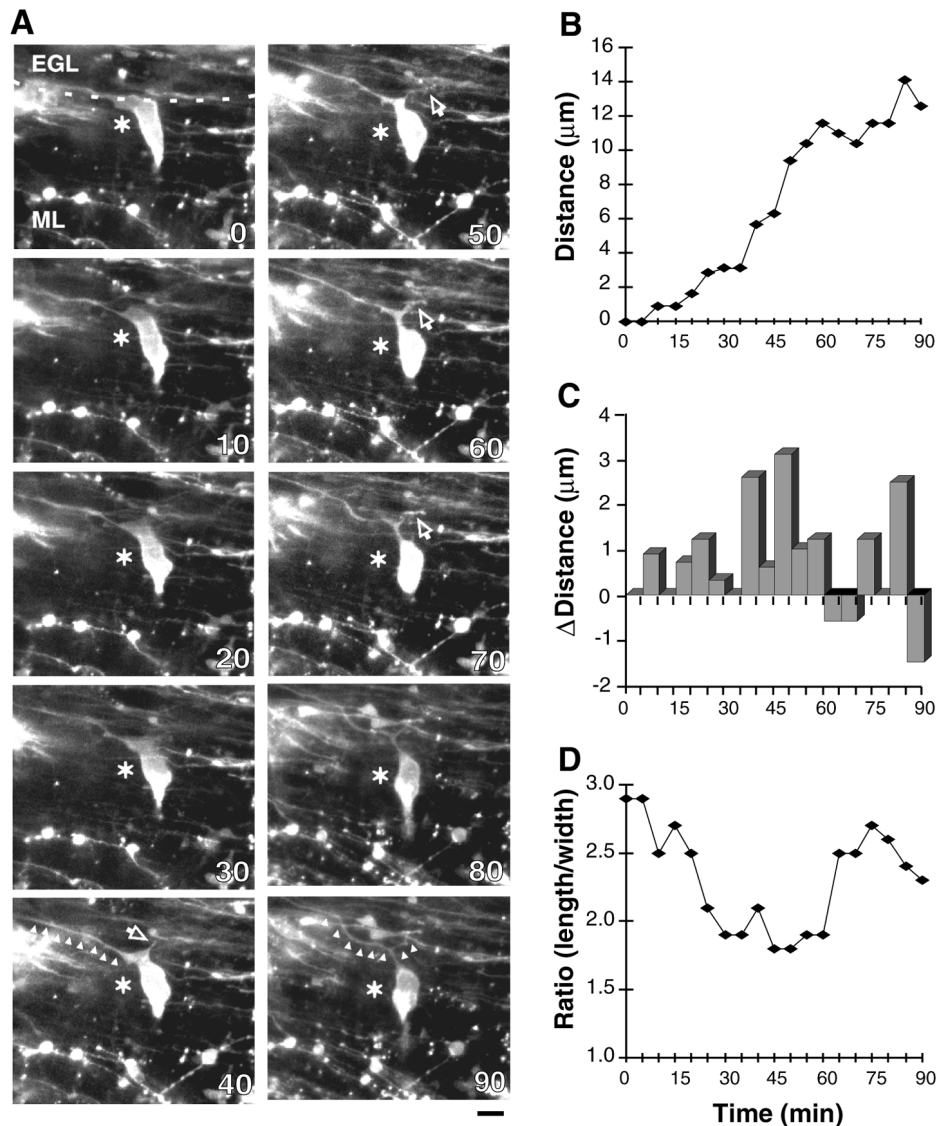 A
EGL
ML
0
50
10
60
20
70
30
80
40
90
B
16
14
12
10
8
6
4
2
0
Distance (μm)
0 15 30 45 60 75 90
C
4
3
2
1
0
-1
-2
ΔDistance (μm)
0 15 30 45 60 75 90
D
3.0
2.5
2.0
1.5
1.0
Ratio (length/width)
0 15 30 45 60 75 90
Time (min)